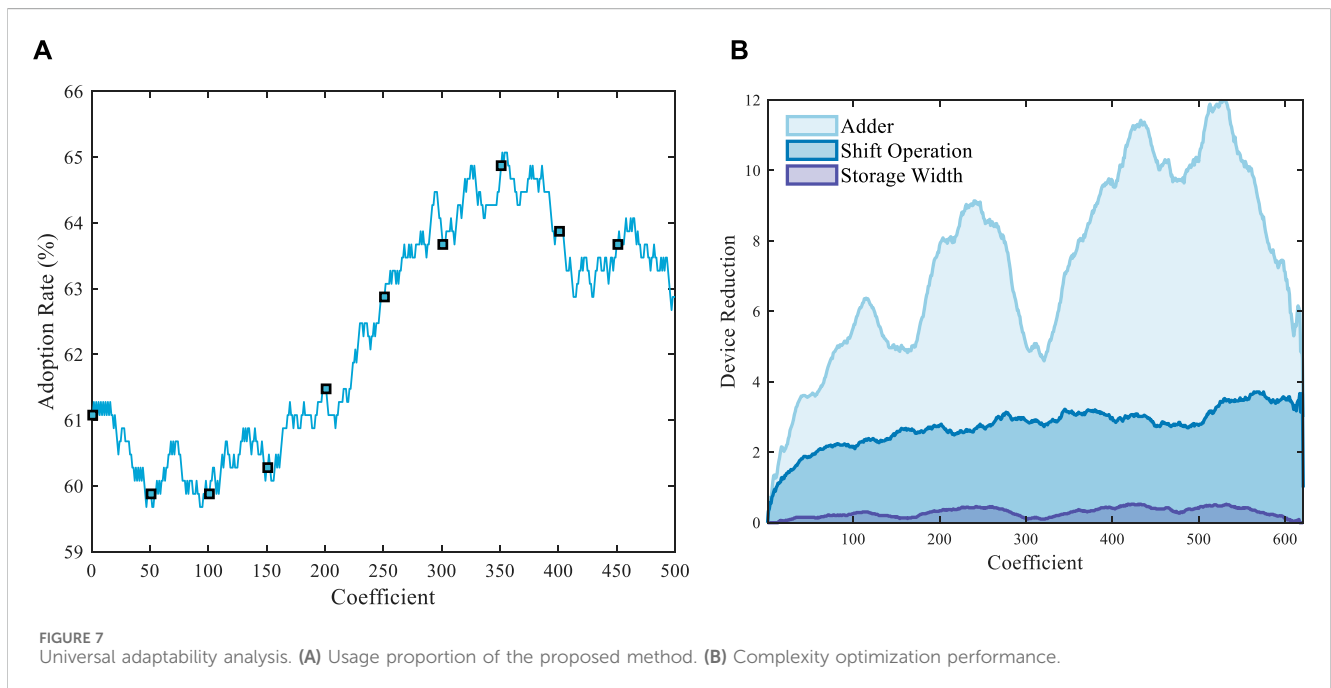 A
66
65
64
63
62
61
60
59
Adoption Rate (%)
0 50 100 150 200 250 300 350 400 450 500
Coefficient
B
12
10
8
6
4
2
0
Device Reduction
Adder
Shift Operation
Storage Width
100 200 300 400 500 600
Coefficient
FIGURE 7
Universal adaptability analysis. (A) Usage proportion of the proposed method. (B) Complexity optimization performance.